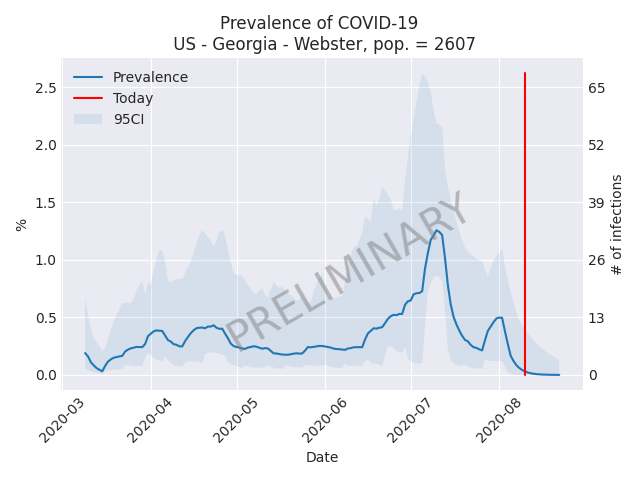 Prevalence of COVID-19
US - Georgia - Webster, pop. = 2607
Prevalence
Today
95CI
2.5
2.0
1.5
1.0
0.5
0.0
%
65
52
39
26
13
0
# of infections
PRELIMINARY
2020-03
2020-04
2020-05
2020-06
2020-07
2020-08
Date